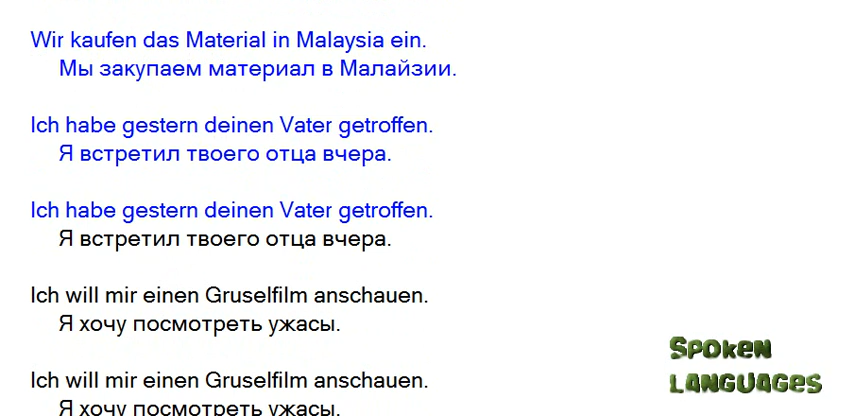 Wir kaufen das Material in Malaysia ein.
Мы закупаем материал в Малайзии.
Ich habe gestern deinen Vater getroffen.
Я встретил твоего отца вчера.
Ich habe gestern deinen Vater getroffen.
Я встретил твоего отца вчера.
Ich will mir einen Gruselfilm anschauen.
Я хочу посмотреть ужасы.
Ich will mir einen Gruselfilm anschauen.
Я хочу посмотреть ужасы.
Spoken
Languages